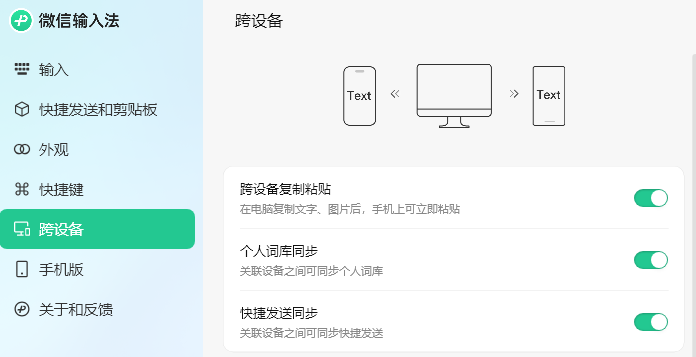 微信输入法
输入
快捷发送和剪贴板
外观
快捷键
跨设备
手机版
关于和反馈
跨设备
Text
Text
跨设备复制粘贴
在电脑复制文字、图片后，手机上可立即粘贴
个人词库同步
关联设备之间可同步个人词库
快捷发送同步
关联设备之间可同步快捷发送